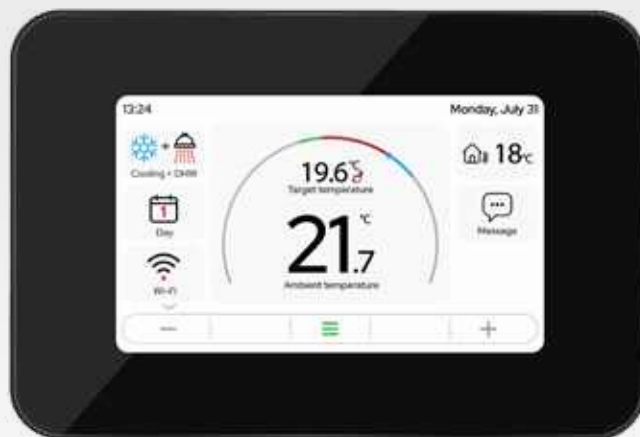 13:24
Monday, July 31
Cooling + DHW
19.6°C
Target temperature
18°C
1
Day
21.7
°C
Message
Wi-Fi
Ambient temperature